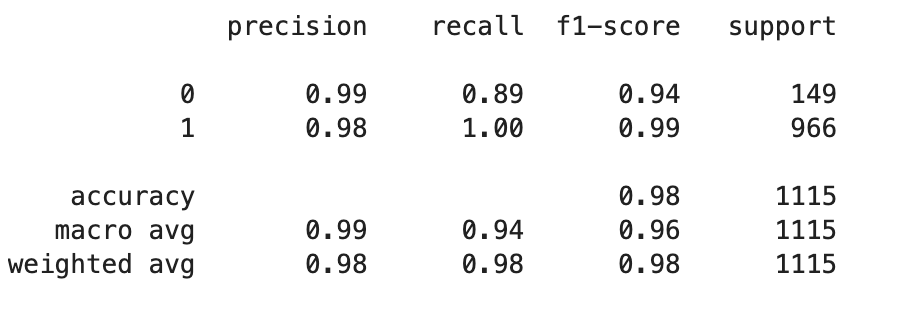 precision recall f1-score support
0 0.99 0.89 0.94 149
1 0.98 1.00 0.99 966
accuracy 0.98 1115
macro avg 0.99 0.94 0.96 1115
weighted avg 0.98 0.98 0.98 1115